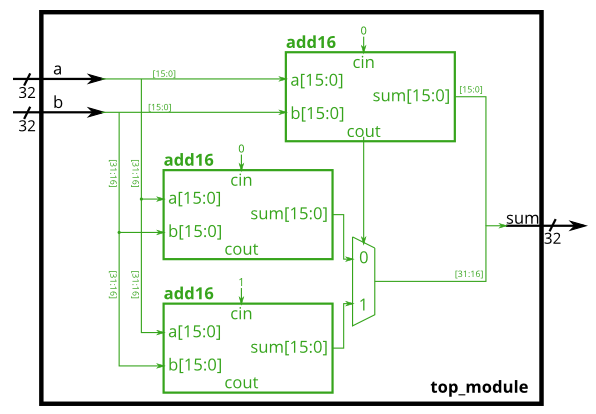 0
add16
cin
a
[15:0]
a[15:0]
32
sum[15:0]
[15:0]
b
[15:0]
b[15:0]
32
cout
0
add16
cin
[31:16]
[31:16]
a[15:0]
sum[15:0]
sum
b[15:0]
32
cout
0
[31:16]
[31:16]
[31:16]
1
add16
cin
1
a[15:0]
sum[15:0]
b[15:0]
cout
top_module